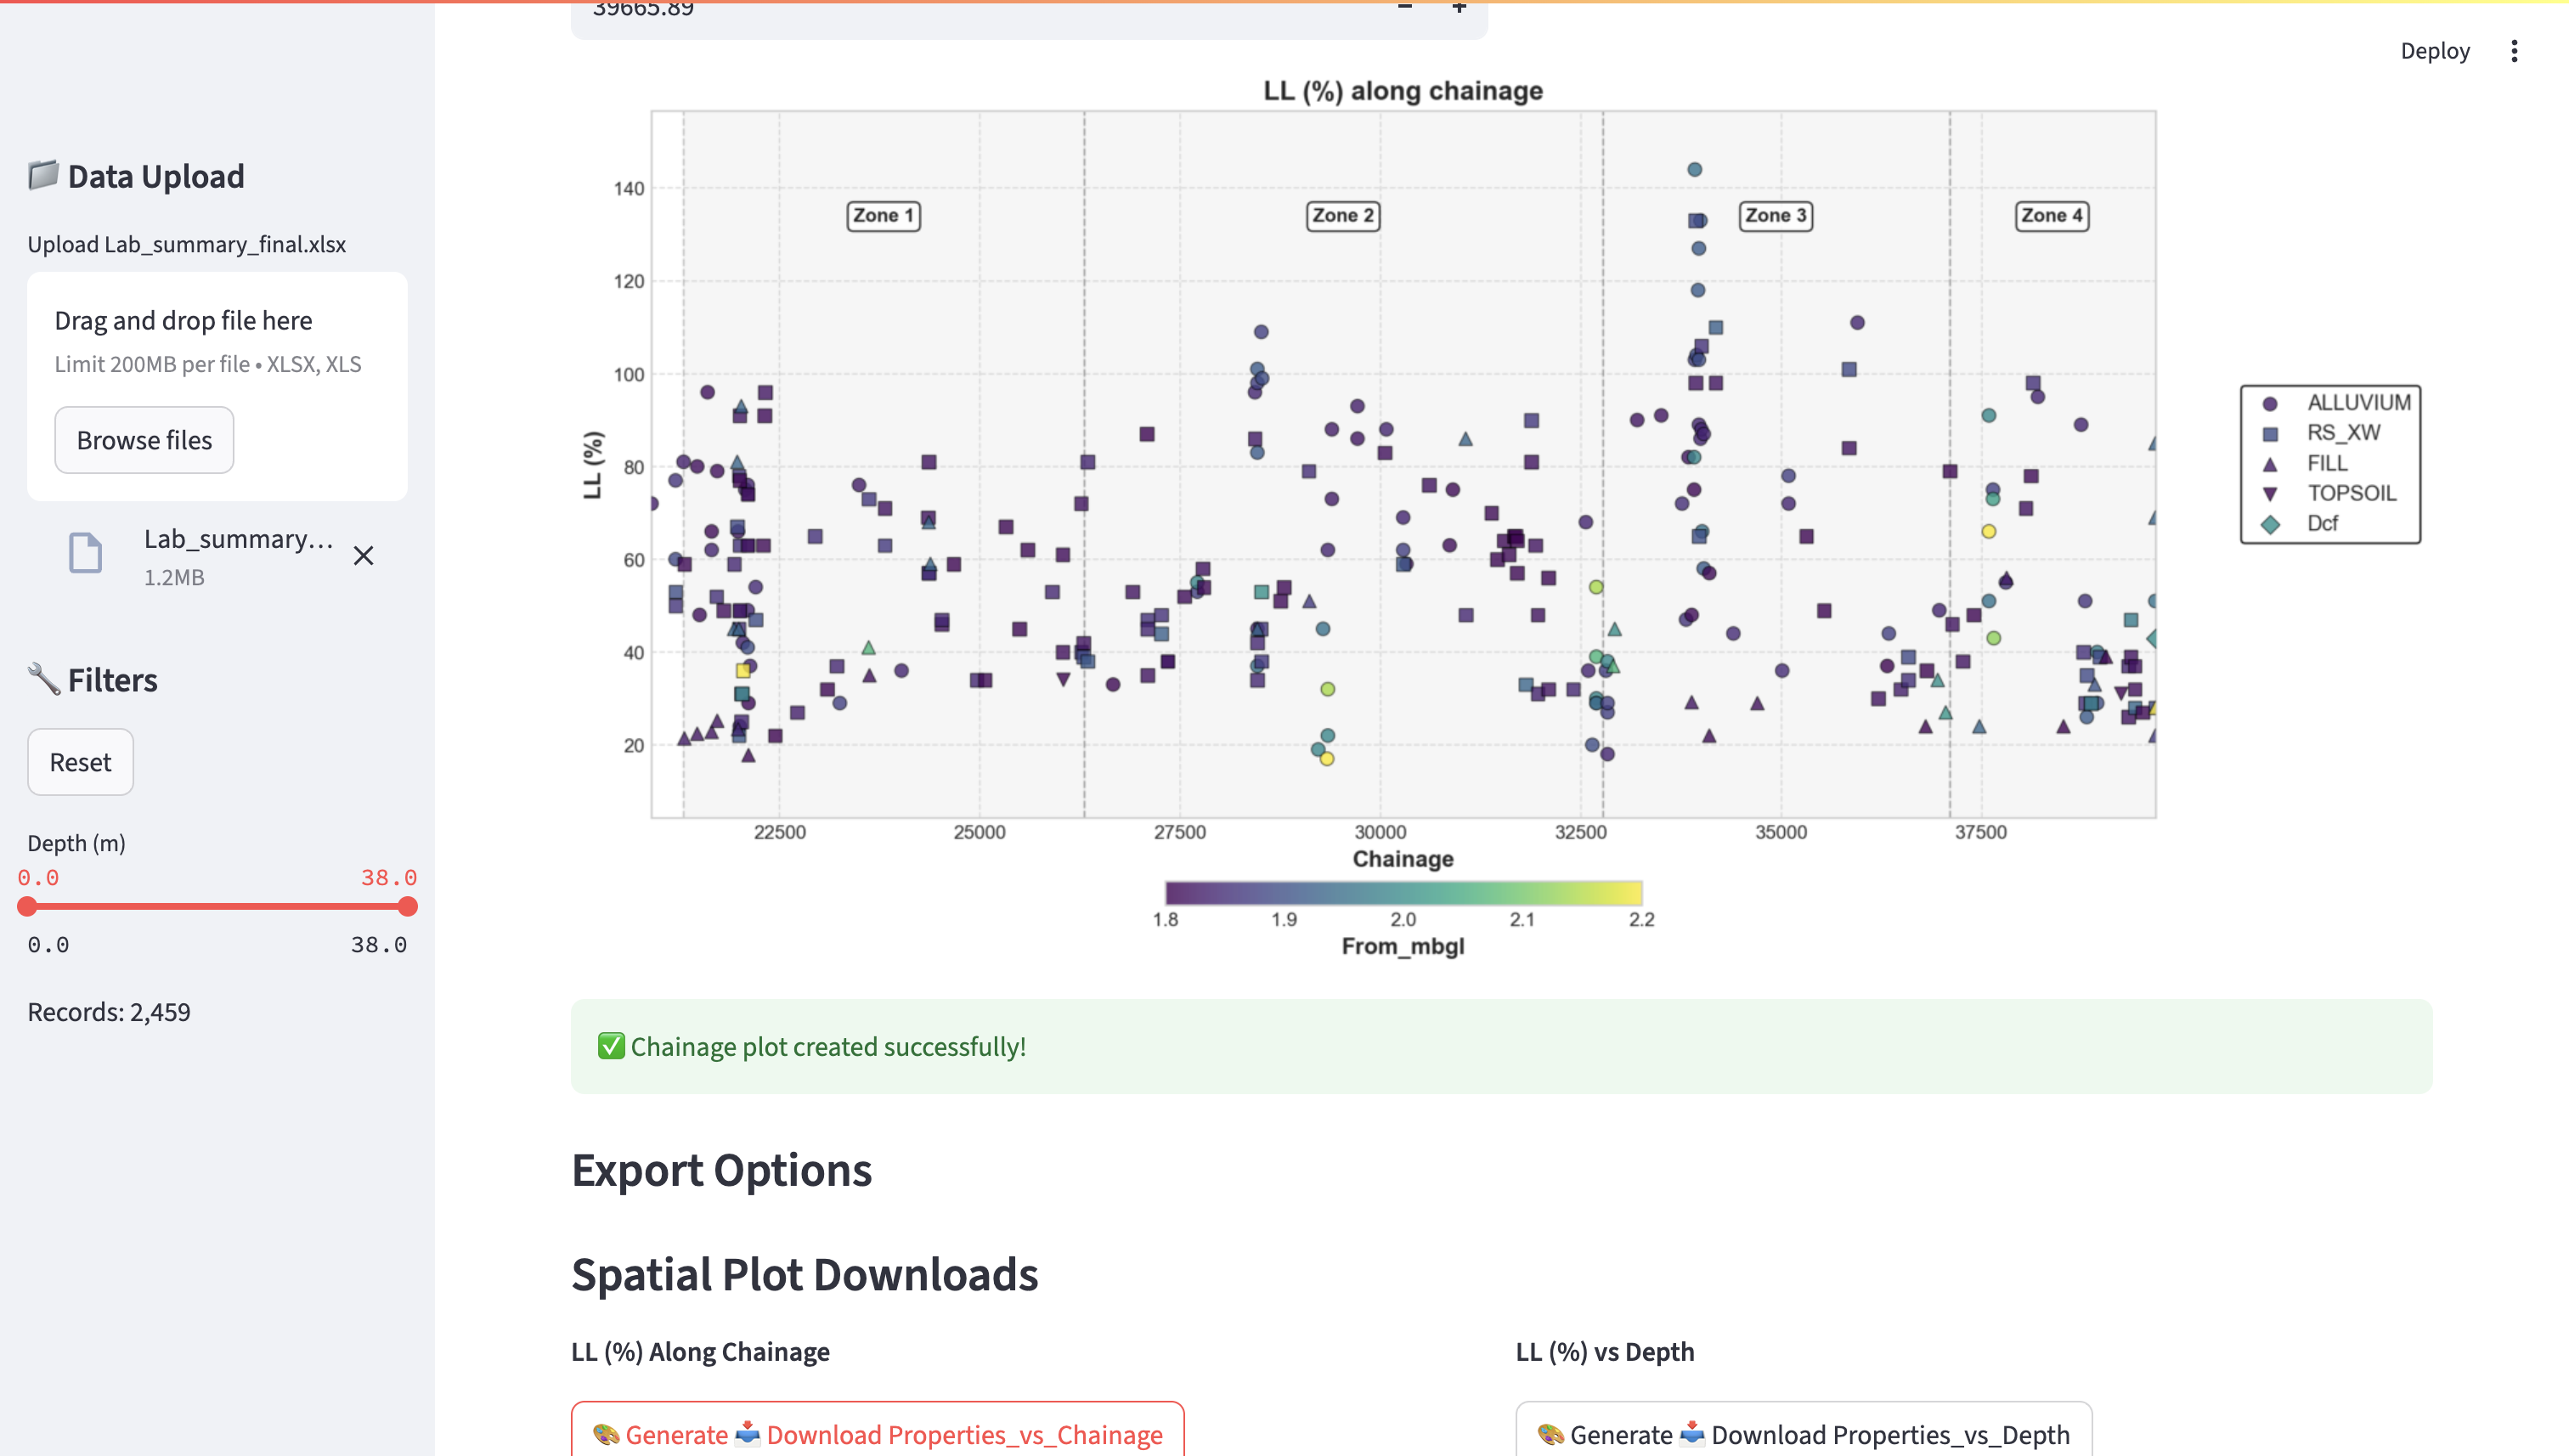 39665.89
− +
Deploy
Data Upload
Upload Lab_summary_final.xlsx
Drag and drop file here
Limit 200MB per file • XLSX, XLS
Browse files
Lab_summary...
1.2MB
Filters
Reset
Depth (m)
0.0 38.0
0.0 38.0
Records: 2,459
LL (%) along chainage
LL (%)
140
120
100
80
60
40
20
Zone 1 Zone 2 Zone 3 Zone 4
22500 25000 27500 30000 32500 35000 37500
Chainage
ALLUVIUM
RS_XW
FILL
TOPSOIL
Dcf
1.8 1.9 2.0 2.1 2.2
From_mbgl
Chainage plot created successfully!
Export Options
Spatial Plot Downloads
LL (%) Along Chainage
Generate Download Properties_vs_Chainage
LL (%) vs Depth
Generate Download Properties_vs_Depth